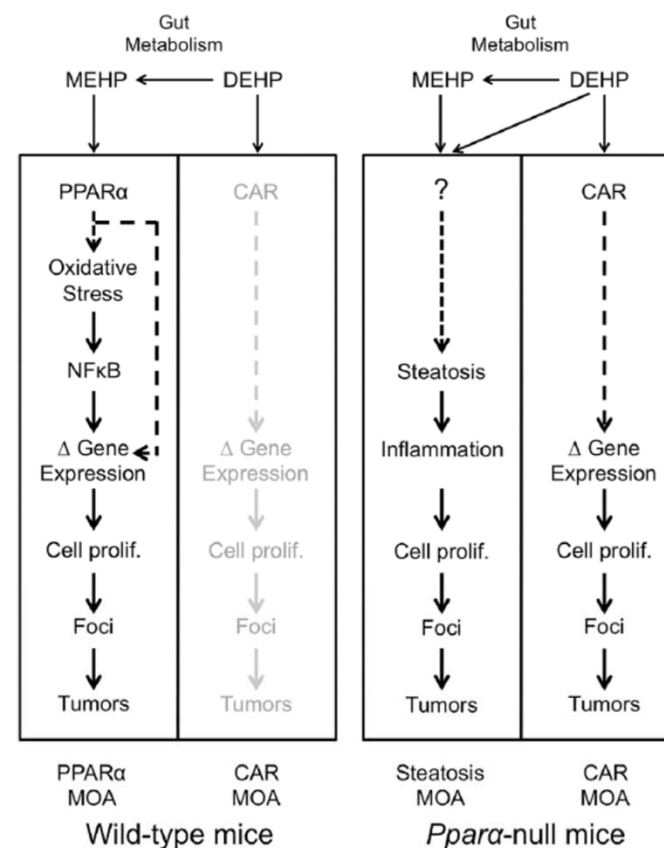 Gut
Metabolism
MEHP
DEHP
PPARα
Oxidative
Stress
NFκB
Δ Gene
Expression
Cell prolif.
Foci
Tumors
CAR
Δ Gene
Expression
Cell prolif.
Foci
Tumors
PPARα
MOA
CAR
MOA
Wild-type mice
Gut
Metabolism
MEHP
DEHP
?
Steatosis
Inflammation
Cell prolif.
Foci
Tumors
CAR
Δ Gene
Expression
Cell prolif.
Foci
Tumors
Steatosis
MOA
CAR
MOA
Pparα-null mice